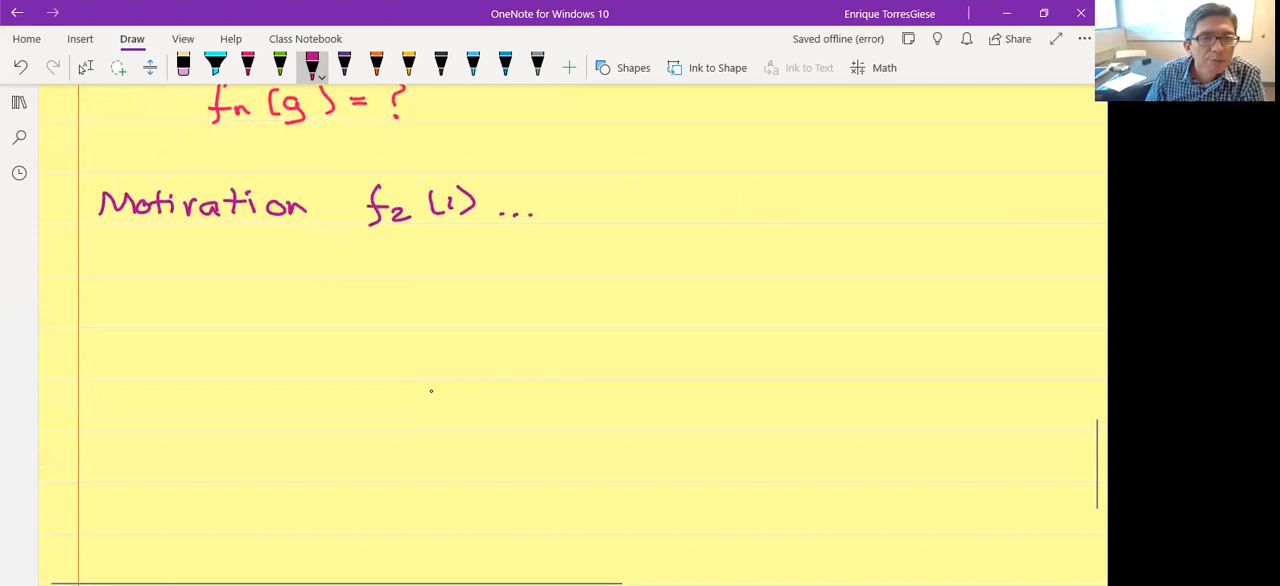 OneNote for Windows 10
Enrique TorresGiese
Home Insert Draw View Help Class Notebook
Saved offline (error) Share
Shapes Ink to Shape Ink to Text Math
fn (g) = ?
Motivation f2 (1) ...